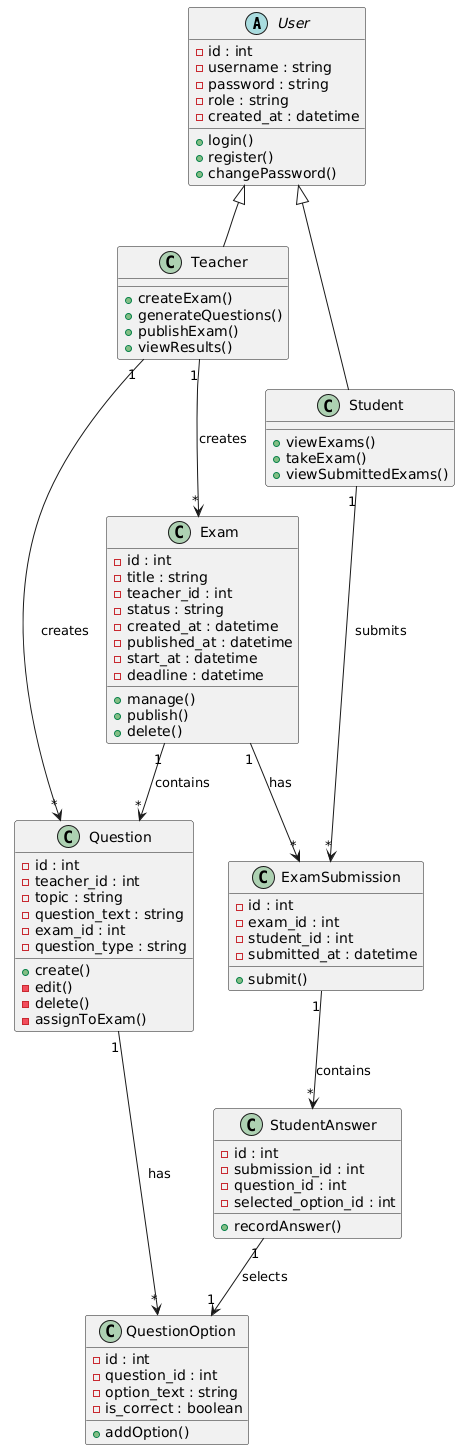 A User
id : int
username : string
password : string
role : string
created_at : datetime
login()
register()
changePassword()
C Teacher
createExam()
generateQuestions()
publishExam()
viewResults()
C Student
viewExams()
takeExam()
viewSubmittedExams()
1
1
creates
*
1
creates
*
submits
C Exam
id : int
title : string
teacher_id : int
status : string
created_at : datetime
published_at : datetime
start_at : datetime
deadline : datetime
manage()
publish()
delete()
1
contains
*
1
has
*
*
C Question
id : int
teacher_id : int
topic : string
question_text : string
exam_id : int
question_type : string
create()
edit()
delete()
assignToExam()
C ExamSubmission
id : int
exam_id : int
student_id : int
submitted_at : datetime
submit()
1
has
*
1
contains
*
C StudentAnswer
id : int
submission_id : int
question_id : int
selected_option_id : int
recordAnswer()
1
selects
1
C QuestionOption
id : int
question_id : int
option_text : string
is_correct : boolean
addOption()